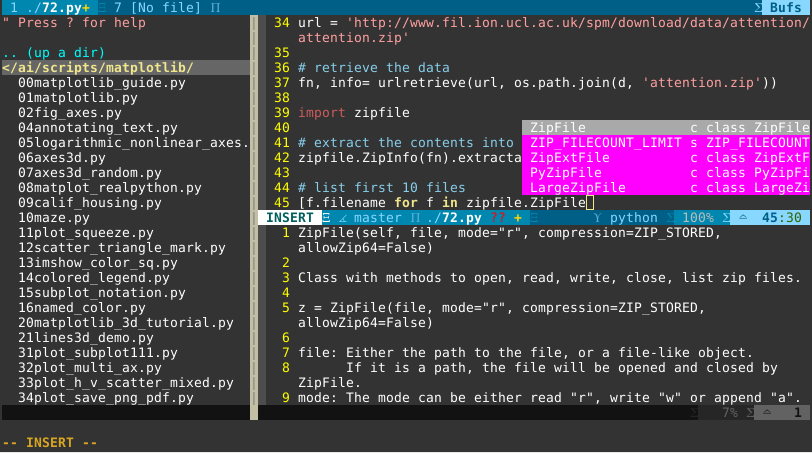 1 ./72.py+ 7 [No file] Bufs
" Press ? for help
.. (up a dir)
</ai/scripts/matplotlib/
00matplotlib_guide.py
01matplotlib.py
02fig_axes.py
04annotating_text.py
05logarithmic_nonlinear_axes.
06axes3d.py
07axes3d_random.py
08matplot_realpython.py
09calif_housing.py
10maze.py
11plot_squeeze.py
12scatter_triangle_mark.py
13imshow_color_sq.py
14colored_legend.py
15subplot_notation.py
16named_color.py
20matplotlib_3d_tutorial.py
21lines3d_demo.py
31plot_subplot111.py
32plot_multi_ax.py
33plot_h_v_scatter_mixed.py
34plot_save_png_pdf.py
34 url = 'http://www.fil.ion.ucl.ac.uk/spm/download/data/attention/
attention.zip'
35
36 # retrieve the data
37 fn, info= urlretrieve(url, os.path.join(d, 'attention.zip'))
38
39 import zipfile
40
41 # extract the contents into
42 zipfile.ZipInfo(fn).extracta
43
44 # list first 10 files
45 [f.filename for f in zipfile.ZipFile
ZipFile c class ZipFile
ZIP_FILECOUNT_LIMIT s ZIP_FILECOUNT
ZipExtFile c class ZipExtF
PyZipFile c class PyZipFi
LargeZipFile c class LargeZi
INSERT master ./72.py ?? + python 100% 45:30
1 ZipFile(self, file, mode="r", compression=ZIP_STORED,
allowZip64=False)
2
3 Class with methods to open, read, write, close, list zip files.
4
5 z = ZipFile(file, mode="r", compression=ZIP_STORED,
allowZip64=False)
6
7 file: Either the path to the file, or a file-like object.
8 If it is a path, the file will be opened and closed by
ZipFile.
9 mode: The mode can be either read "r", write "w" or append "a".
7% 1
-- INSERT --